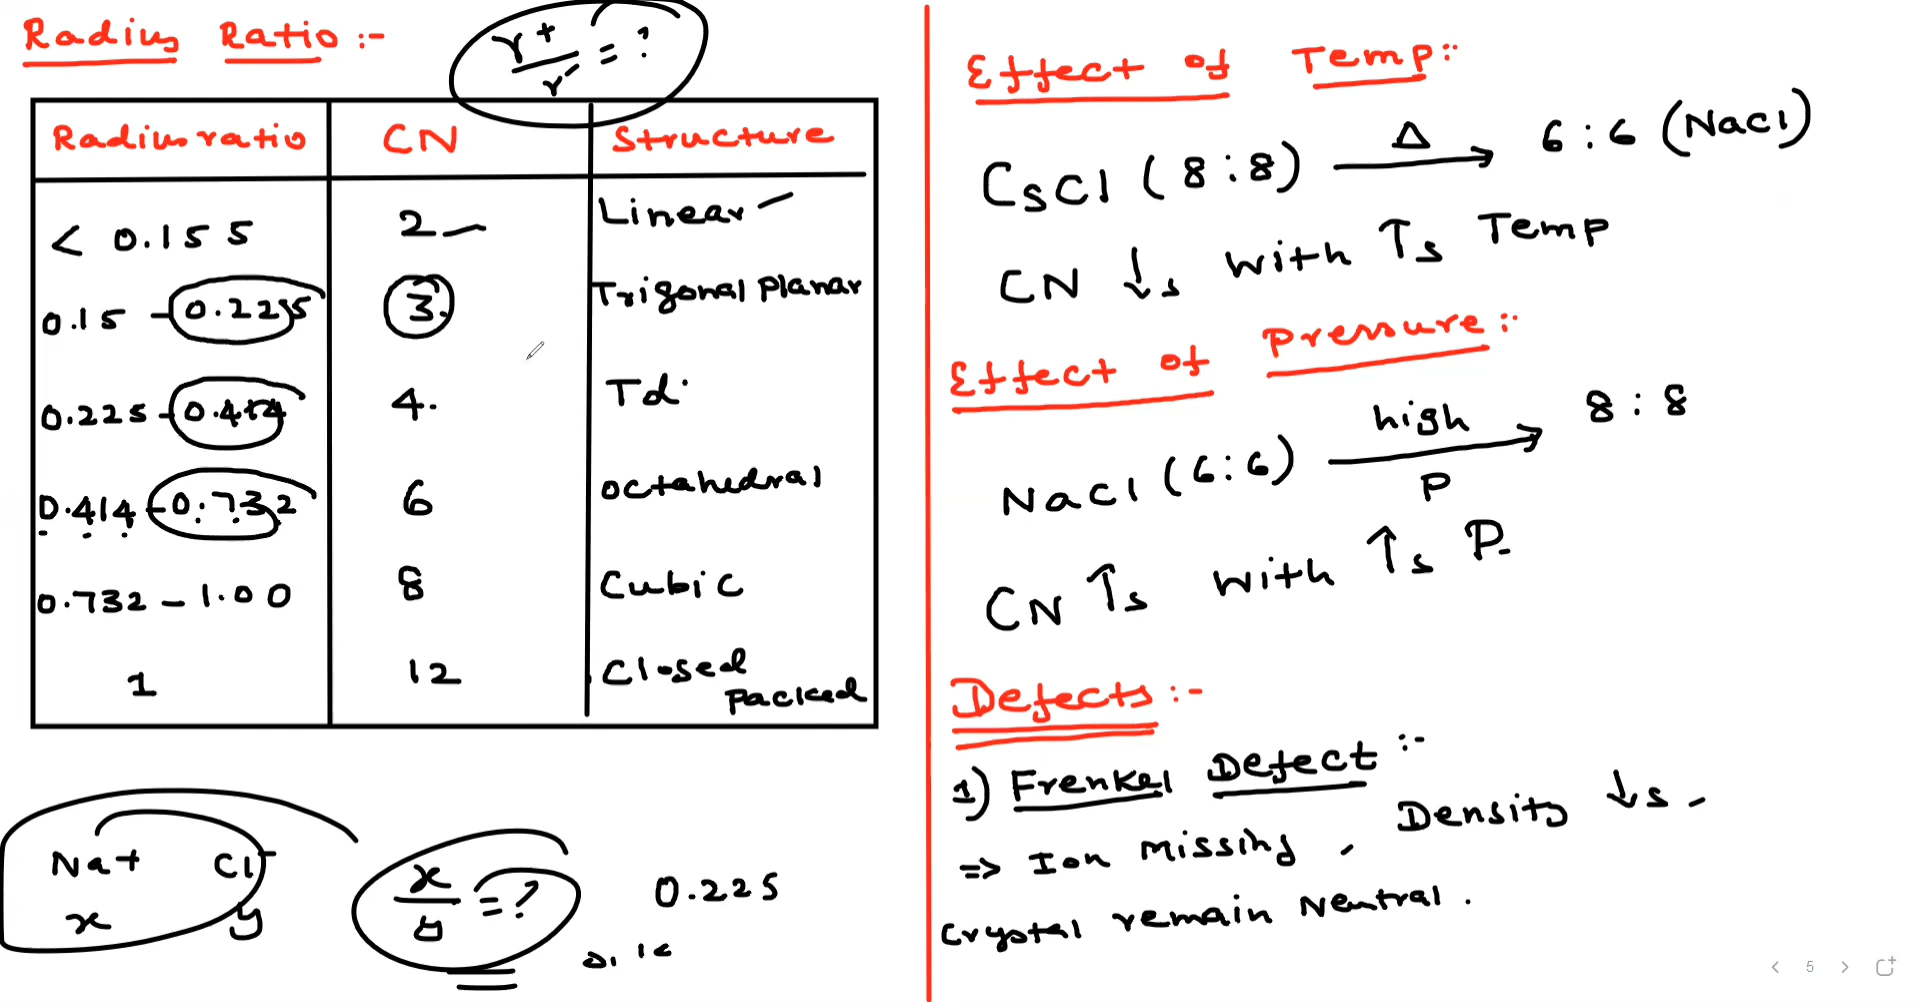 Radius Ratio :-
r+/r- = ?
Radius ratio CN Structure
< 0.155 2 Linear
0.15 - 0.225 3. Trigonal planar
0.225 - 0.414 4. Td.
0.414 - 0.732 6 octahedral
0.732 - 1.00 8 Cubic
1 12 Closed packed
Na+ Cl-
x y
x/y = ?
0.225
Effect of Temp :-
CsCl (8:8) Δ→ 6:6 (NaCl)
CN ↓s with ↑s Temp
Effect of Pressure :-
NaCl (6:6) high P→ 8:8
CN ↑s with ↑s P.
Defects :-
1) Frenkel Defect :-
=> Ion Missing, Density ↓s.
Crystal remain Neutral.
5